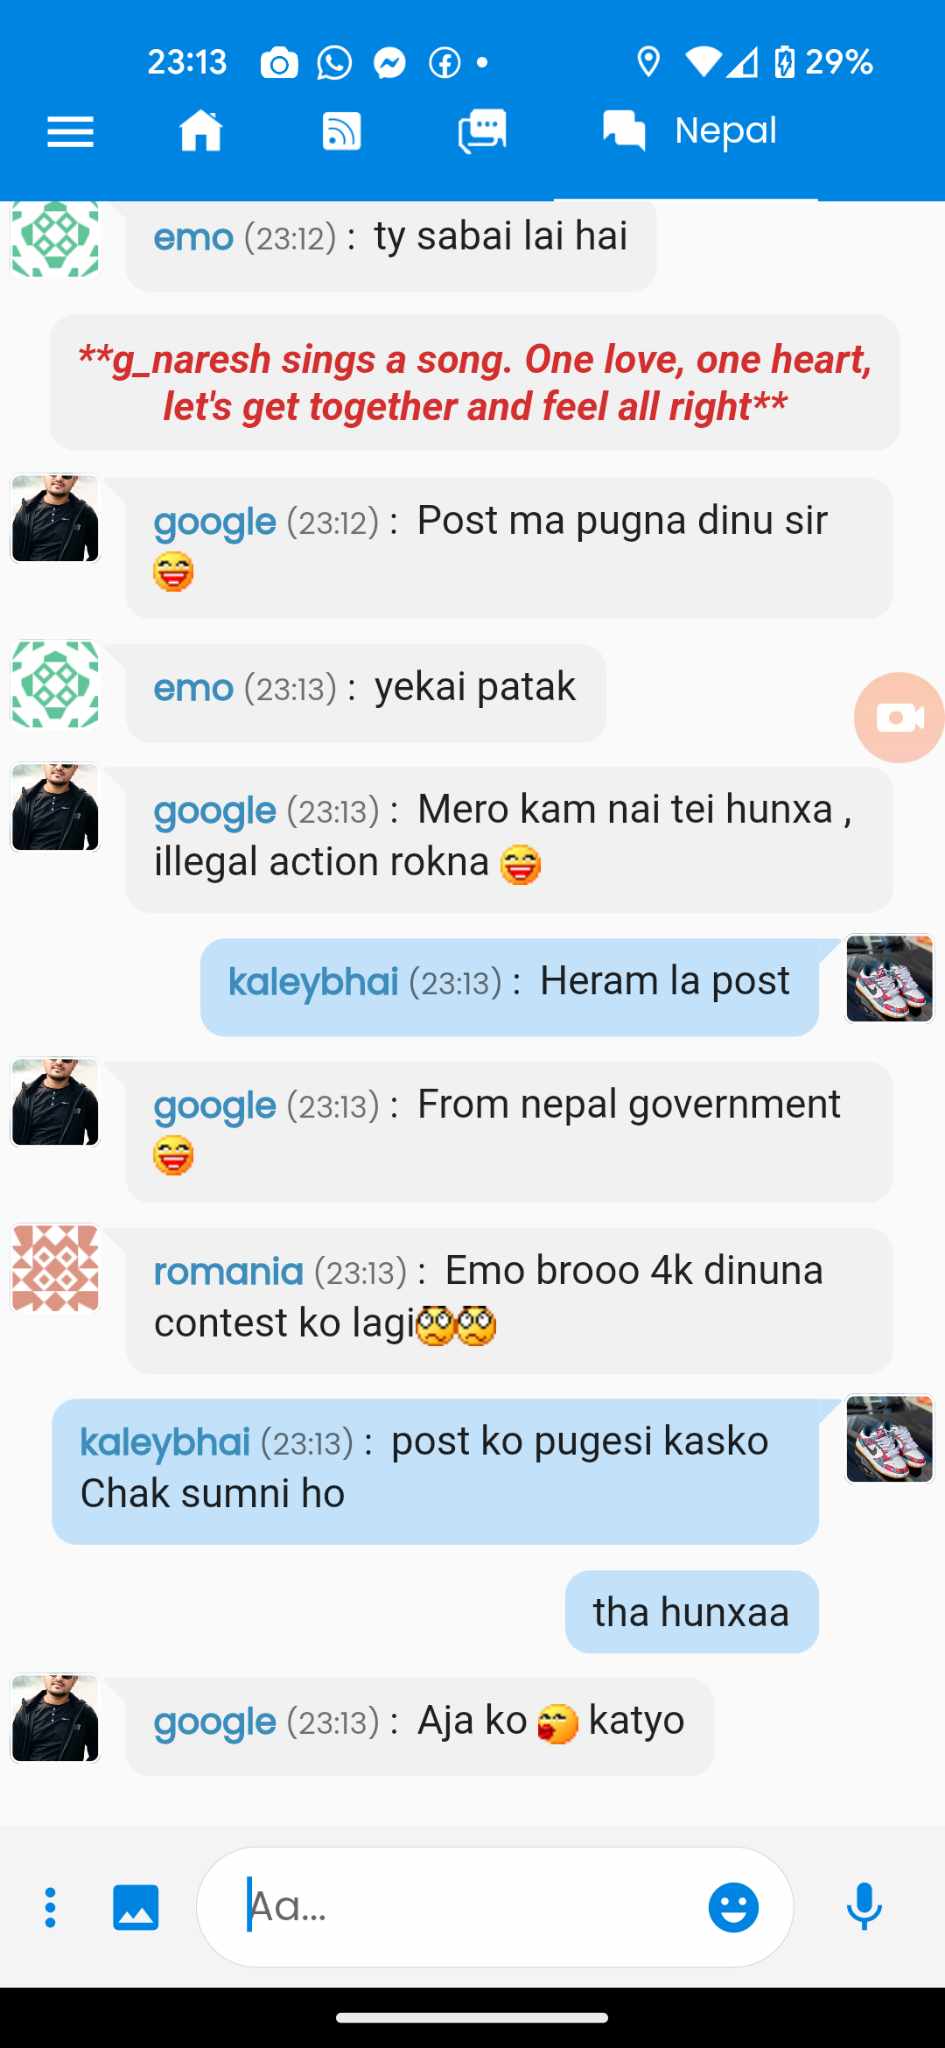 23:13 29%
Nepal
emo (23:12) : ty sabai lai hai
**g_naresh sings a song. One love, one heart,
let's get together and feel all right**
google (23:12) : Post ma pugna dinu sir
emo (23:13) : yekai patak
google (23:13) : Mero kam nai tei hunxa ,
illegal action rokna
kaleybhai (23:13) : Heram la post
google (23:13) : From nepal government
romania (23:13) : Emo brooo 4k dinuna
contest ko lagi
kaleybhai (23:13) : post ko pugesi kasko
Chak sumni ho
tha hunxaa
google (23:13) : Aja ko katyo
Aa...